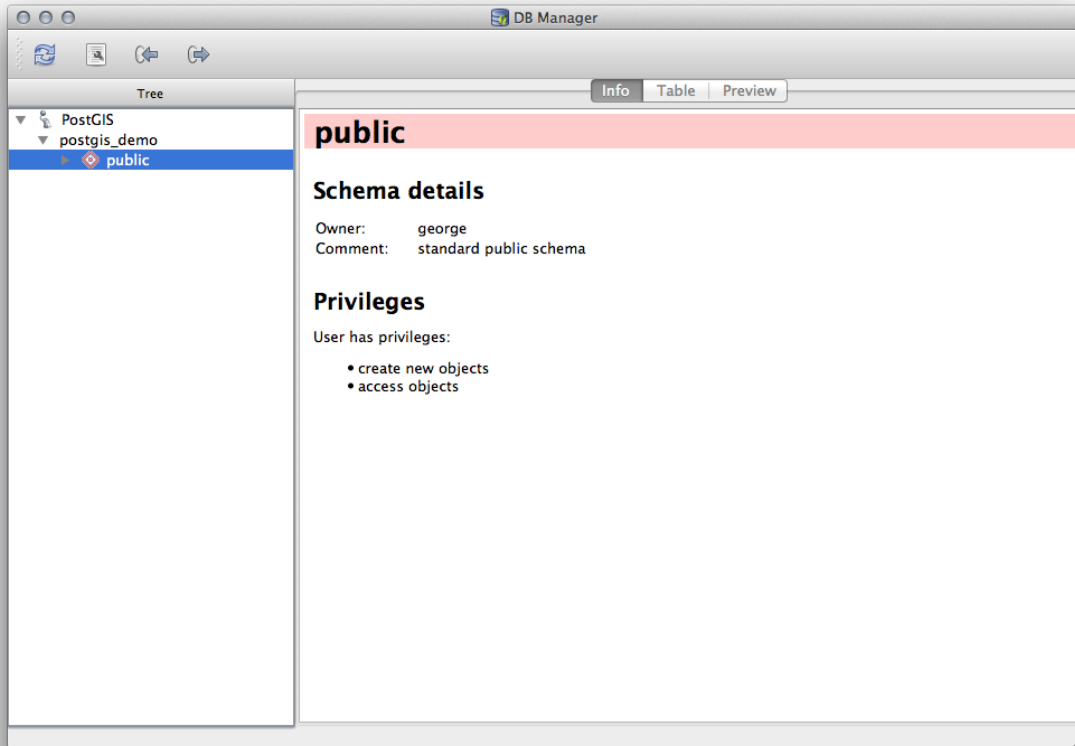 DB Manager
Tree
Info Table Preview
PostGIS
postgis_demo
public
public
Schema details
Owner: george
Comment: standard public schema
Privileges
User has privileges:
• create new objects
• access objects